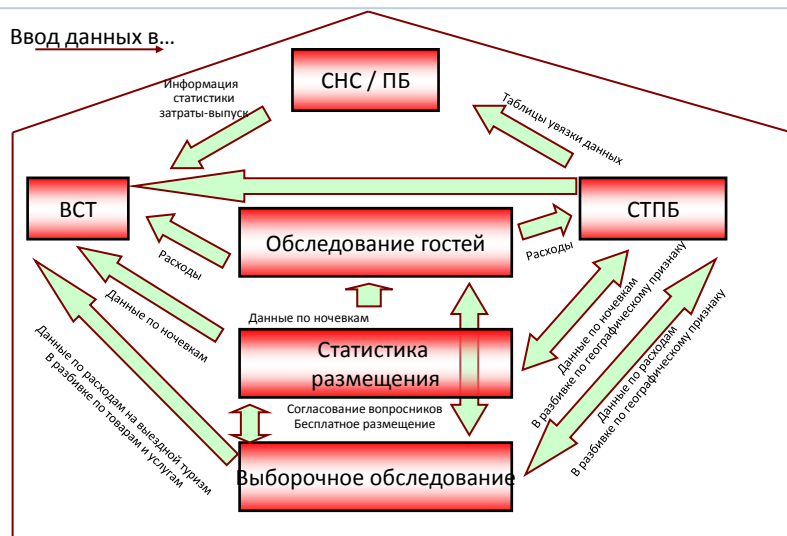 Ввод данных в...
СНС / ПБ
Информация
статистики
затраты-выпуск
Таблицы увязки данных
ВСТ
СТПБ
Обследование гостей
Расходы
Расходы
Данные по ночевкам
Данные по ночевкам
Статистика
размещения
Данные по ночевкам
В разбивке по географическому признаку
Данные по расходам
В разбивке по географическому признаку
Данные по расходам на выездной туризм
В разбивке по товарам и услугам
Согласование вопросников
Бесплатное размещение
Выборочное обследование